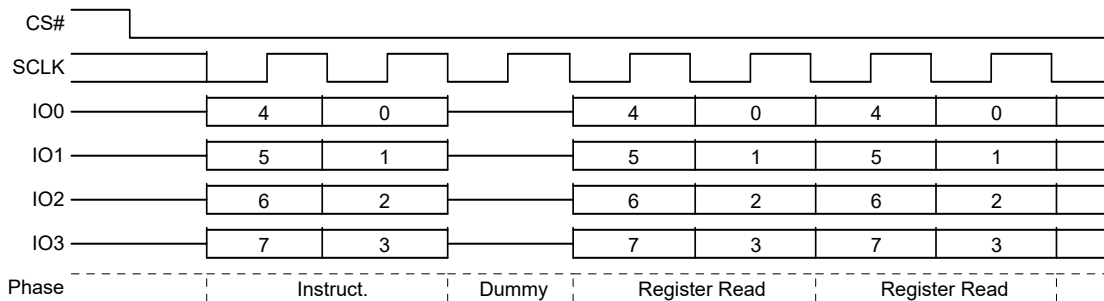 CS#
SCLK
IO0 4 0 4 0 4 0
IO1 5 1 5 1 5 1
IO2 6 2 6 2 6 2
IO3 7 3 7 3 7 3
Phase Instruct. Dummy Register Read Register Read